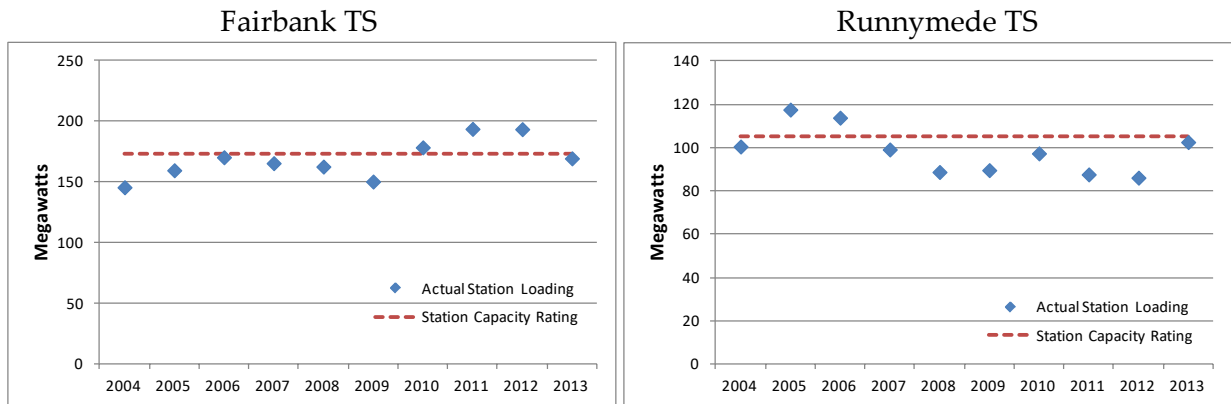 Fairbank TS
250
200
150
100
50
0
Megawatts
Actual Station Loading
Station Capacity Rating
2004 2005 2006 2007 2008 2009 2010 2011 2012 2013
Runnymede TS
140
120
100
80
60
40
20
0
Megawatts
Actual Station Loading
Station Capacity Rating
2004 2005 2006 2007 2008 2009 2010 2011 2012 2013